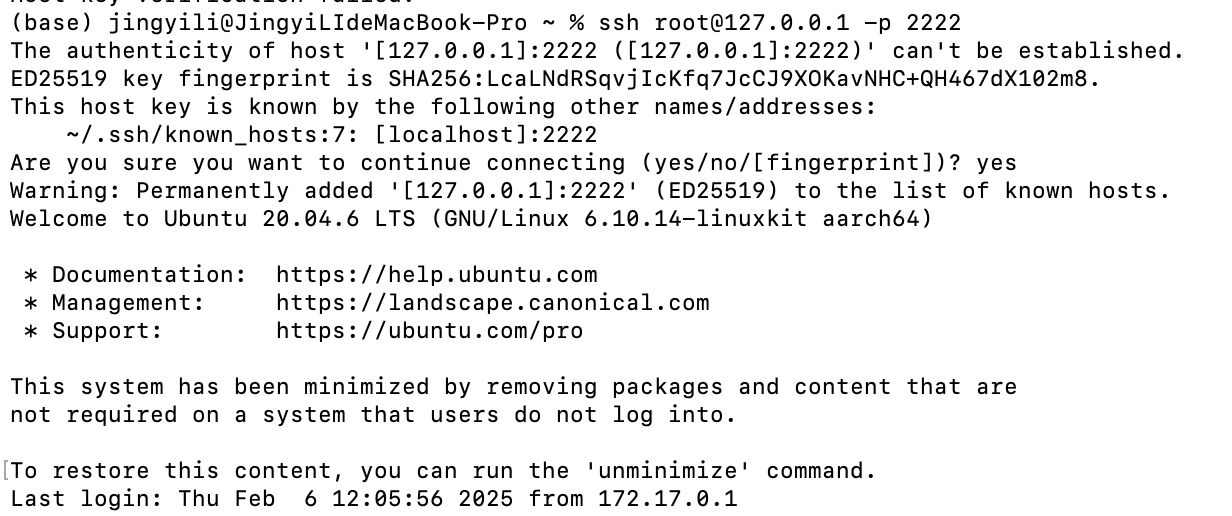 (base) jingyili@JingyiLIdeMacBook-Pro ~ % ssh root@127.0.0.1 -p 2222
The authenticity of host '[127.0.0.1]:2222 ([127.0.0.1]:2222)' can't be established.
ED25519 key fingerprint is SHA256:LcaLNdRSqvjIcKfq7JcCJ9XOKavNHC+QH467dX102m8.
This host key is known by the following other names/addresses:
    ~/.ssh/known_hosts:7: [localhost]:2222
Are you sure you want to continue connecting (yes/no/[fingerprint])? yes
Warning: Permanently added '[127.0.0.1]:2222' (ED25519) to the list of known hosts.
Welcome to Ubuntu 20.04.6 LTS (GNU/Linux 6.10.14-linuxkit aarch64)
 * Documentation:  https://help.ubuntu.com
 * Management:     https://landscape.canonical.com
 * Support:        https://ubuntu.com/pro
This system has been minimized by removing packages and content that are
not required on a system that users do not log into.
[To restore this content, you can run the 'unminimize' command.
Last login: Thu Feb  6 12:05:56 2025 from 172.17.0.1